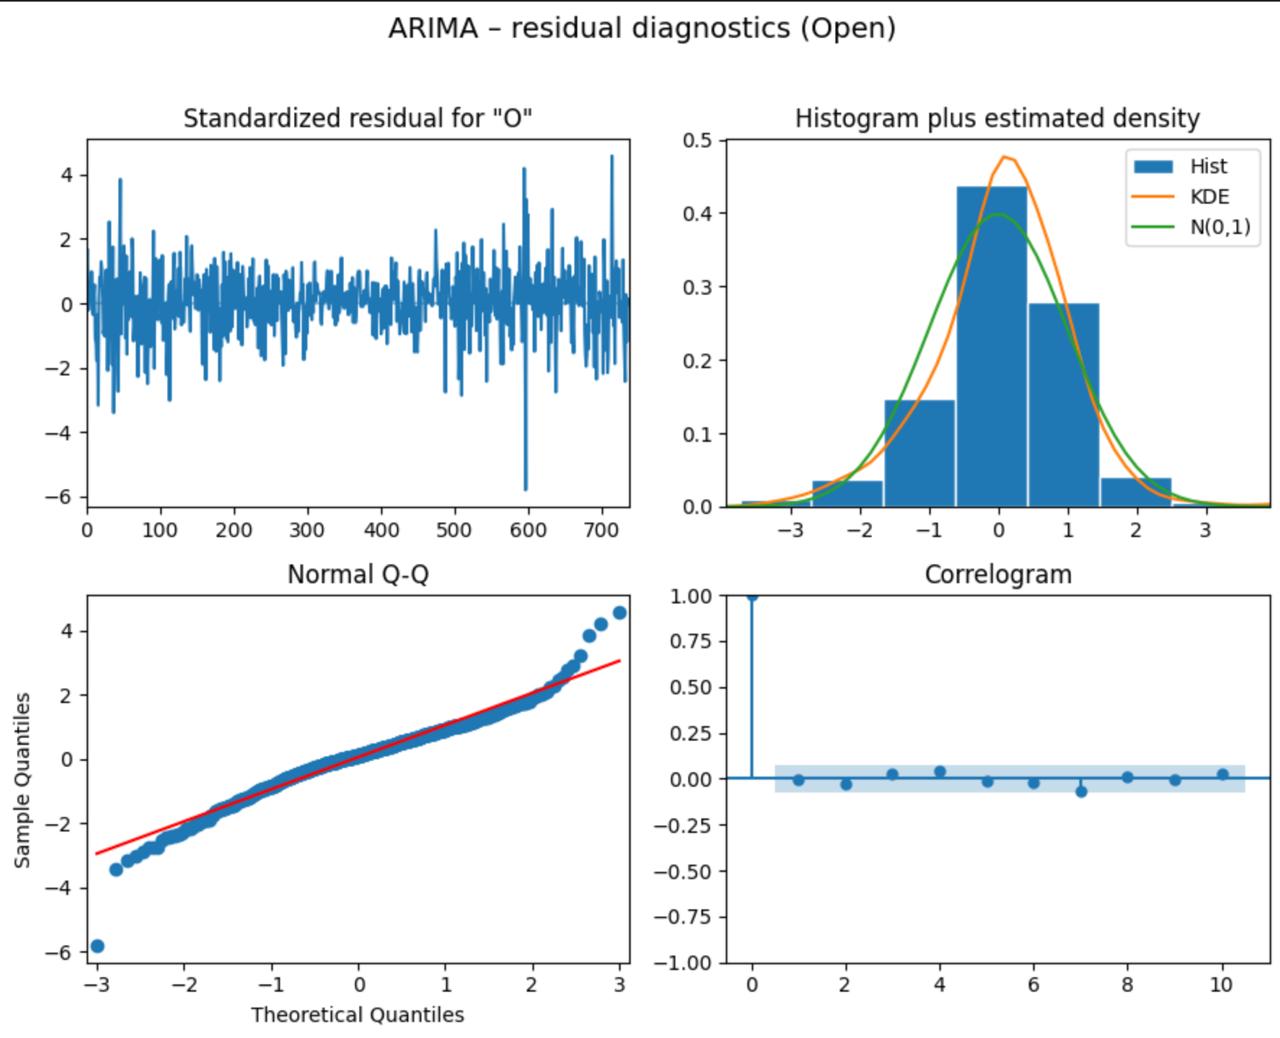 ARIMA – residual diagnostics (Open)
Standardized residual for "O"
4
2
0
−2
−4
−6
0 100 200 300 400 500 600 700
Histogram plus estimated density
0.5
0.4
0.3
0.2
0.1
0.0
Hist
KDE
N(0,1)
−3 −2 −1 0 1 2 3
Normal Q-Q
Sample Quantiles
4
2
0
−2
−4
−6
−3 −2 −1 0 1 2 3
Theoretical Quantiles
Correlogram
1.00
0.75
0.50
0.25
0.00
−0.25
−0.50
−0.75
−1.00
0 2 4 6 8 10